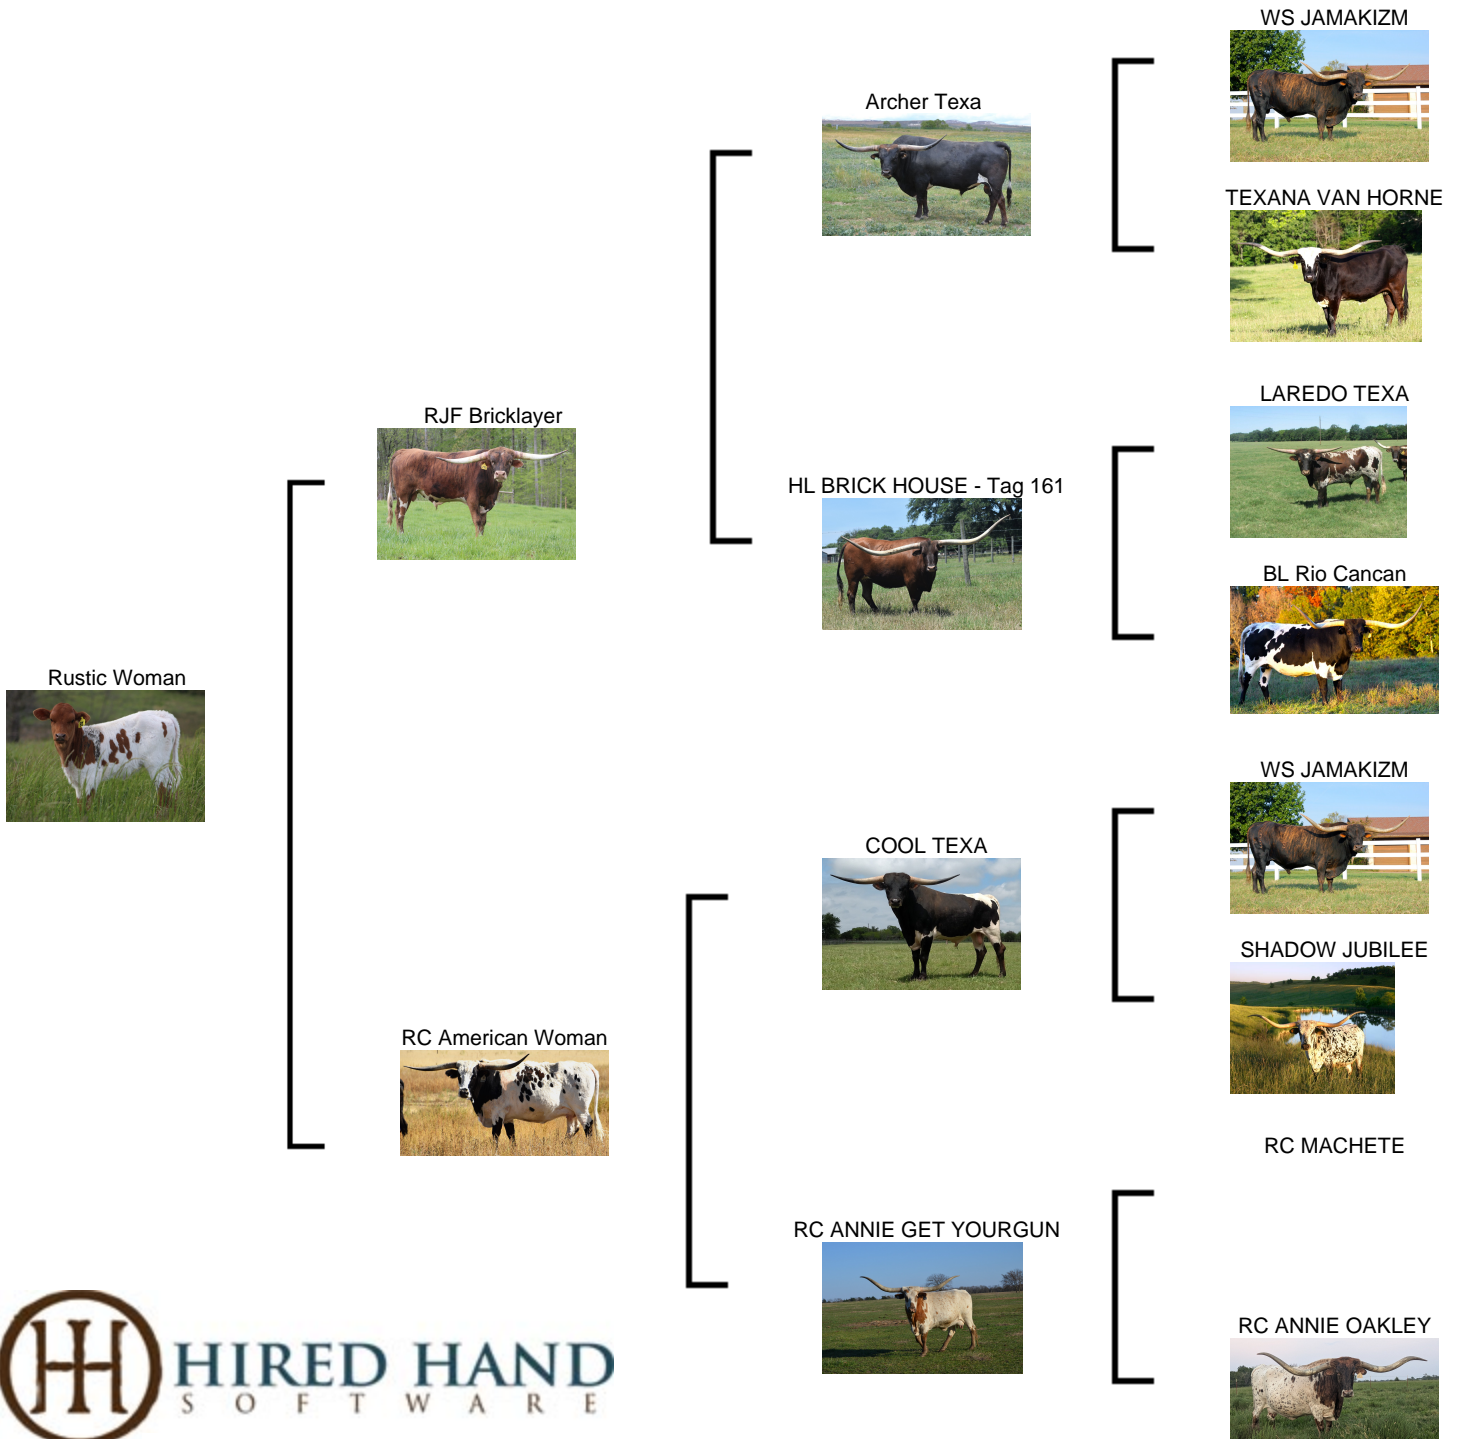 WS JAMAKIZM
Archer Texa
TEXANA VAN HORNE
LAREDO TEXA
RJF Bricklayer
HL BRICK HOUSE - Tag 161
BL Rio Cancan
Rustic Woman
WS JAMAKIZM
COOL TEXA
SHADOW JUBILEE
RC American Woman
RC MACHETE
RC ANNIE GET YOURGUN
RC ANNIE OAKLEY
HH
HIRED HAND
SOFTWARE